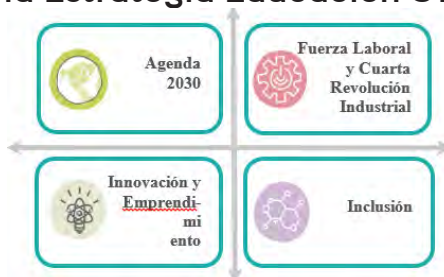 la Estrategia Educación
Agenda
2030
Fuerza Laboral
y Cuarta
Revolución
Industrial
Innovación y
Emprendi-
mi
ento
Inclusión